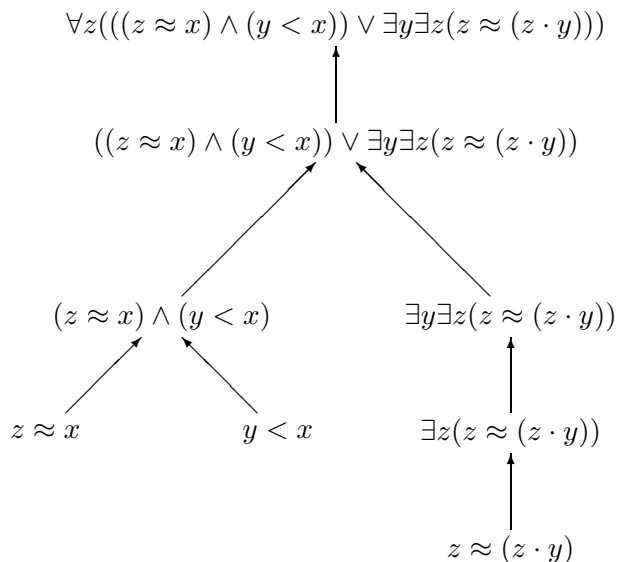 ∀z(((z ≈ x) ∧ (y < x)) ∨ ∃y∃z(z ≈ (z · y)))
((z ≈ x) ∧ (y < x)) ∨ ∃y∃z(z ≈ (z · y))
(z ≈ x) ∧ (y < x)
∃y∃z(z ≈ (z · y))
z ≈ x
y < x
∃z(z ≈ (z · y))
z ≈ (z · y)